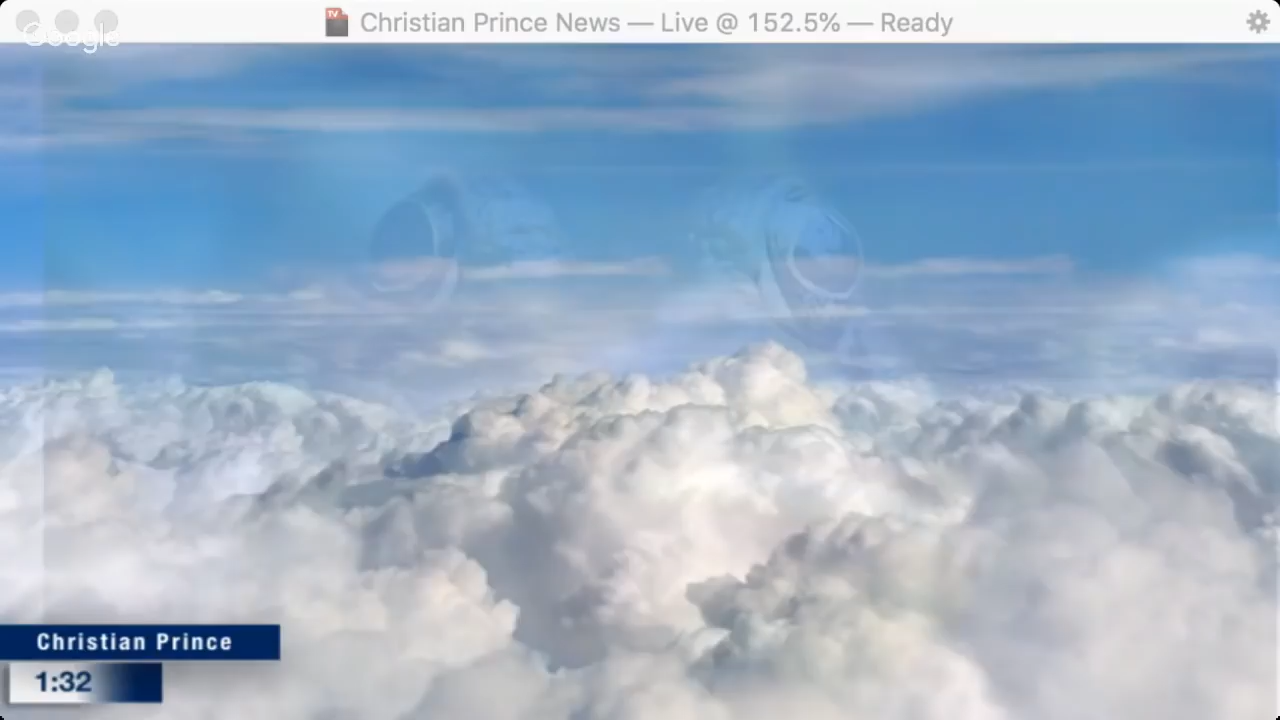 Christian Prince News — Live @ 152.5% — Ready
Google
Christian Prince
1:32